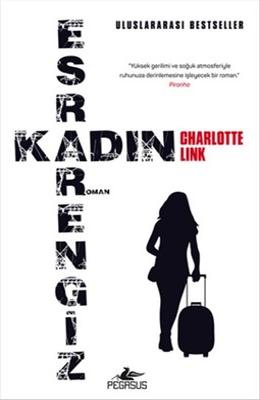 ULUSLARARASI BESTSELLER
"Yüksek gerilimi ve soğuk atmosferiyle
ruhunuza derinlemesine işleyecek bir roman."
Piranha
ESRARENGİZ
KADIN
CHARLOTTE
LINK
ROMAN
PEGASUS